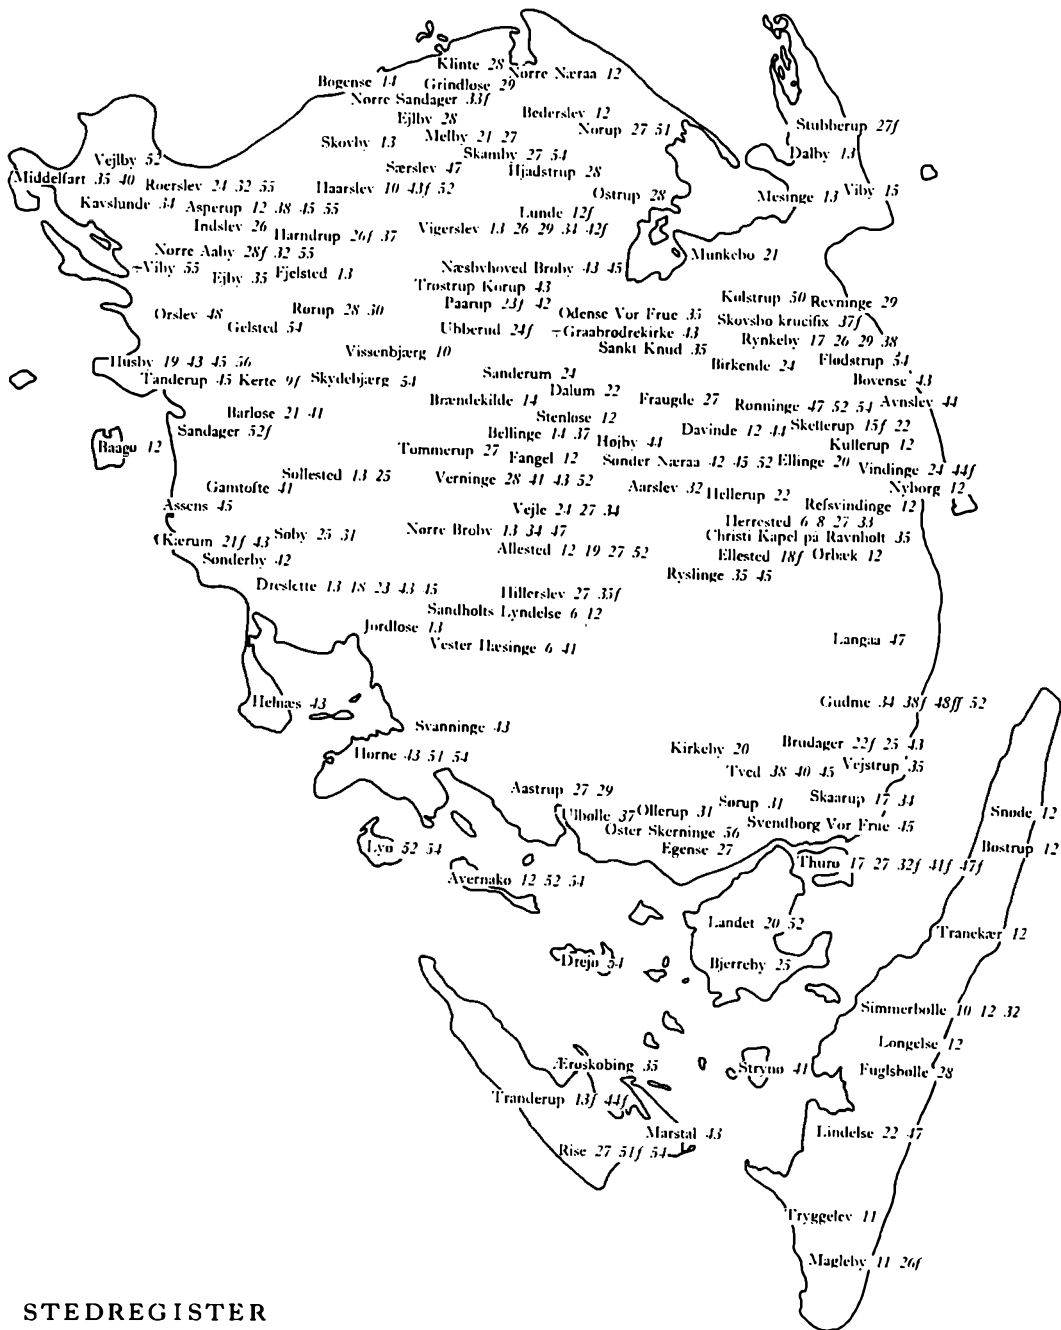 Klinte 28
Nørre Næraa 12
Bogense 14
Grindløse 29
Nørre Sandager 33f
Bederslev 12
Ejlby 28
Norup 27 51
Stubberup 27f
Skovby 13
Melby 21 27
Dalby 13
Skamby 27 54
Vejlby 52
Særslev 47
Hjadstrup 28
Middelfart 35 40
Roerslev 24 32 55
Haarslev 10 43f 52
Østrup 28
Mesinge 13
Viby 15
Kavslunde 34
Asperup 12 38 45 55
Lunde 12f
Indslev 26
Harndrup 26f 37
Vigerslev 13 26 29 34 42f
Nørre Aaby 28f 32 55
Munkebo 21
÷Viby 55
Ejby 35
Fjelsted 13
Næsbyhoved Broby 43 45
Trøstrup Korup 43
Kølstrup 50
Revninge 29
Ørslev 48
Rørup 28 50
Paarup 23f 42
Odense Vor Frue 35
Skovsbo krucifix 37f
Gelsted 54
Ubberud 24f
÷Graabrødrekirke 43
Rynkeby 17 26 29 38
Vissenbjærg 10
Sankt Knud 35
Husby 19 43 45 56
Birkende 24
Flødstrup 54
Tanderup 45
Kerte 9f
Skydebjærg 54
Sanderum 24
Bovense 43
Dalum 22
Brændekilde 14
Fraugde 27
Rønninge 47 52 54
Avnslev 44
Barløse 21 41
Stenløse 12
Skellerup 15f 22
Sandager 52f
Bellinge 14 37
Davinde 12 44
Baagø 12
Højby 44
Kullerup 12
Tommerup 27
Fangel 12
Sønder Næraa 42 45 52
Ellinge 20
Vindinge 24 44f
Søllested 13 25
Verninge 28 41 43 52
Gamtofte 41
Aarslev 32
Hellerup 22
Nyborg 12
Assens 45
Vejle 24 27 34
Refsvindinge 12
Herrested 6 8 27 33
Kærum 21f 43
Søby 25 31
Nørre Broby 13 34 47
Christi Kapel på Ravnholt 35
Allested 12 19 27 52
Ellested 18f
Ørbæk 12
Sønderby 42
Ryslinge 35 45
Dreslette 13 18 23 43 45
Hillerslev 27 35f
Sandholts Lyndelse 6 12
Jordløse 13
Langaa 47
Vester Hæsinge 6 41
Helnæs 43
Gudme 34 38f 48ff 52
Svanninge 43
Brudager 22f 25 43
Kirkeby 20
Horne 43 51 54
Vejstrup 35
Tved 38 40 45
Aastrup 27 29
Skaarup 17 34
Ollerup 31
Sørup 31
Snøde 12
Ulbølle 37
Svendborg Vor Frue 45
Øster Skerninge 56
Lyø 52 54
Egense 27
Bøstrup 12
Thurø 17 27 32f 41f 47f
Avernakø 12 52 54
Landet 20 52
Tranekær 12
Drejø 54
Bjerreby 25
Simmerbølle 10 12 32
Longelse 12
Ærøskøbing 35
Strynø 41
Fuglsbølle 28
Tranderup 13f 44f
Marstal 43
Lindelse 22 47
Rise 27 51f 54
Tryggelev 11
Magleby 11 26f
STEDREGISTER